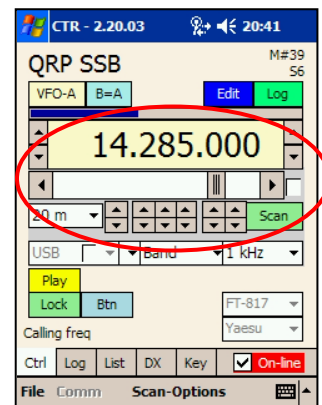 CTR - 2.20.03 20:41
QRP SSB M#39
S6
VFO-A B=A Edit Log
14.285.000
20 m Scan
USB Band 1 kHz
Play
Lock Btn FT-817
Calling freq Yaesu
Ctrl Log List DX Key On-line
File Comm Scan-Options